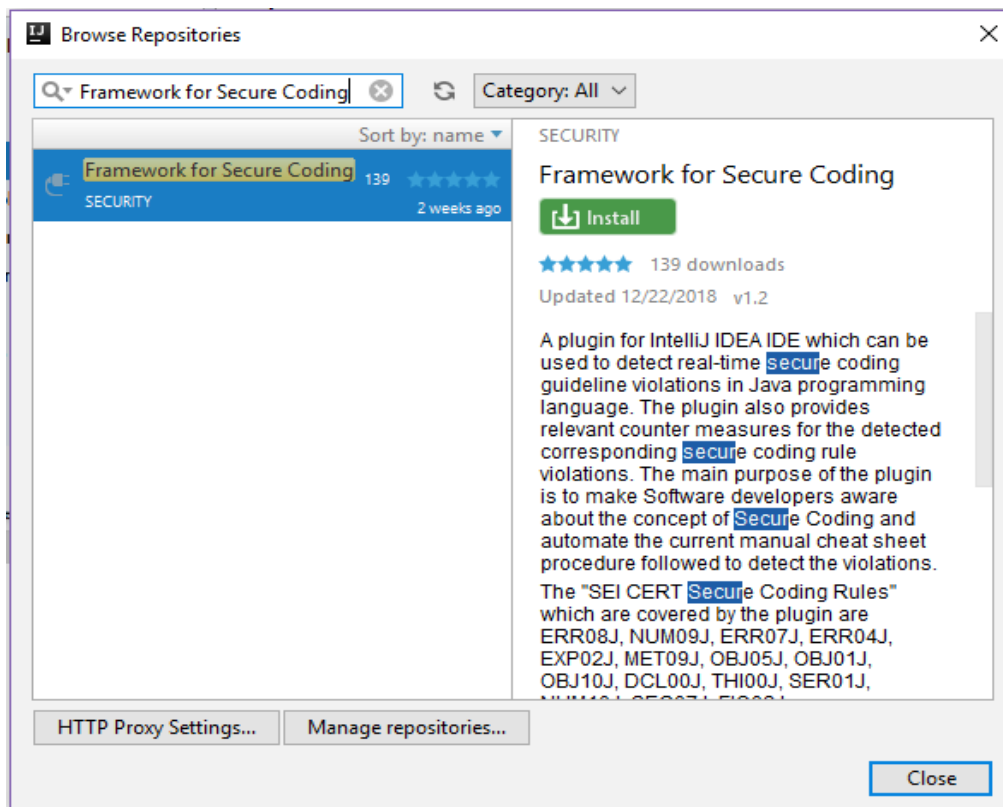 Browse Repositories
Framework for Secure Coding
Category: All
Sort by: name
Framework for Secure Coding
139
SECURITY
2 weeks ago
SECURITY
Framework for Secure Coding
Install
139 downloads
Updated 12/22/2018 v1.2
A plugin for IntelliJ IDEA IDE which can be
used to detect real-time secure coding
guideline violations in Java programming
language. The plugin also provides
relevant counter measures for the detected
corresponding secure coding rule
violations. The main purpose of the plugin
is to make Software developers aware
about the concept of Secure Coding and
automate the current manual cheat sheet
procedure followed to detect the violations.
The "SEI CERT Secure Coding Rules"
which are covered by the plugin are
ERR08J, NUM09J, ERR07J, ERR04J,
EXP02J, MET09J, OBJ05J, OBJ01J,
OBJ10J, DCL00J, THI00J, SER01J,
HTTP Proxy Settings...
Manage repositories...
Close